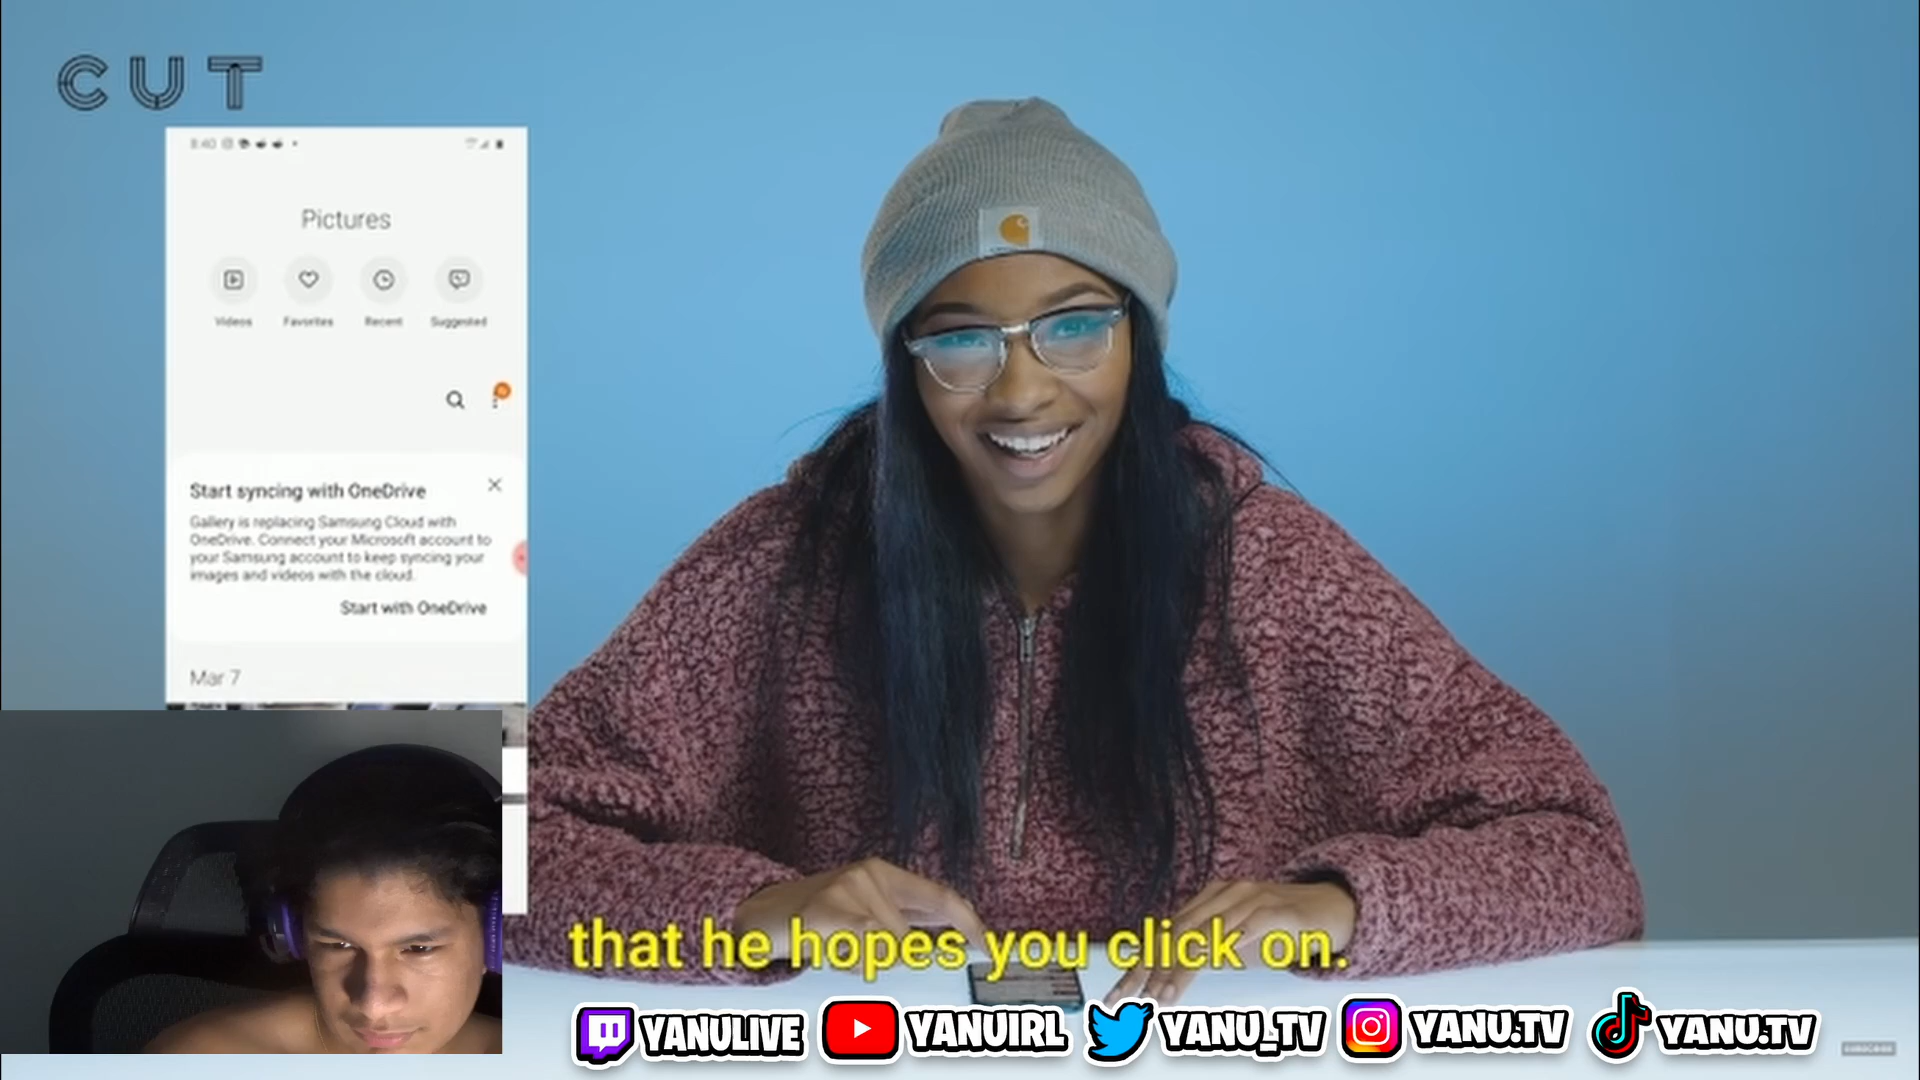 CUT
8:40
Pictures
Videos Favorites Recent Suggested
Start syncing with OneDrive
Gallery is replacing Samsung Cloud with
OneDrive. Connect your Microsoft account to
your Samsung account to keep syncing your
images and videos with the cloud.
Start with OneDrive
Mar 7
that he hopes you click on.
YANULIVE YANUIRL YANU_TV YANU.TV YANU.TV